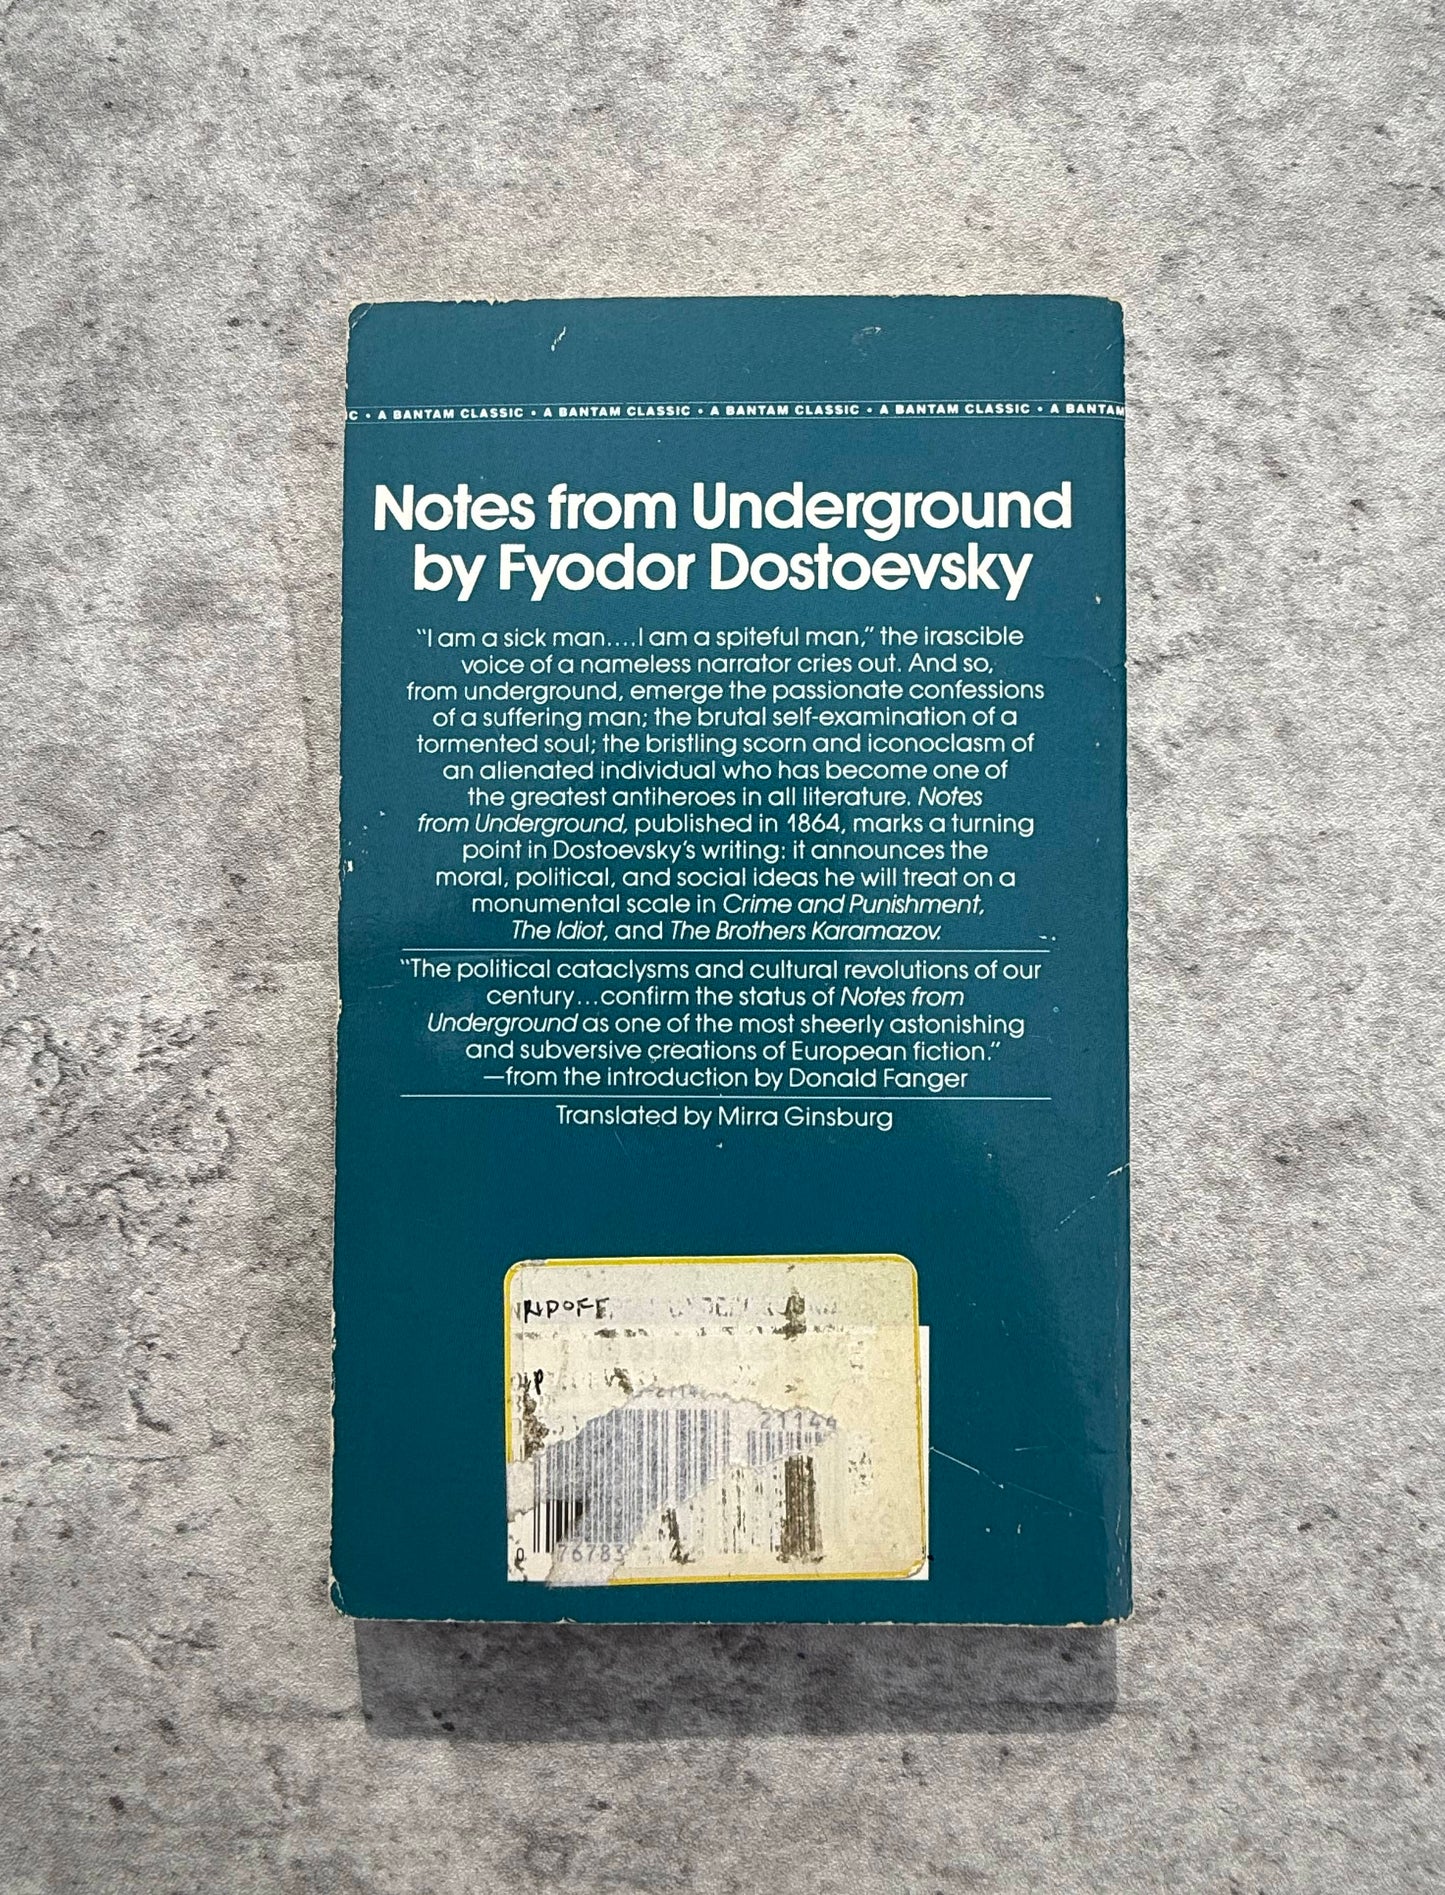 IC • A BANTAM CLASSIC • A BANTAM CLASSIC • A BANTAM CLASSIC • A BANTAM CLASSIC • A BANTAM
Notes from Underground
by Fyodor Dostoevsky
"I am a sick man....I am a spiteful man," the irascible
voice of a nameless narrator cries out. And so,
from underground, emerge the passionate confessions
of a suffering man; the brutal self-examination of a
tormented soul; the bristling scorn and iconoclasm of
an alienated individual who has become one of
the greatest antiheroes in all literature. Notes
from Underground, published in 1864, marks a turning
point in Dostoevsky's writing: it announces the
moral, political, and social ideas he will treat on a
monumental scale in Crime and Punishment,
The Idiot, and The Brothers Karamazov.
"The political cataclysms and cultural revolutions of our
century...confirm the status of Notes from
Underground as one of the most sheerly astonishing
and subversive creations of European fiction."
—from the introduction by Donald Fanger
Translated by Mirra Ginsburg
21144
0 76783